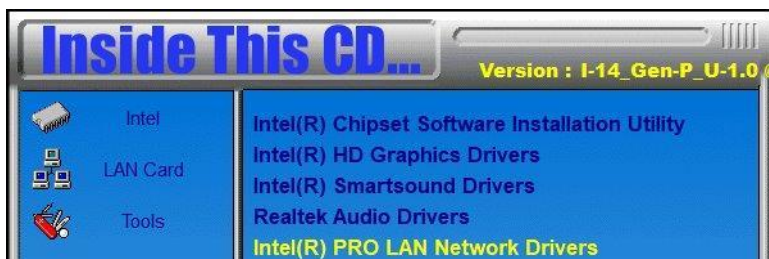 Inside This CD...
Version : I-14_Gen-P_U-1.0
Intel
LAN Card
Tools
Intel(R) Chipset Software Installation Utility
Intel(R) HD Graphics Drivers
Intel(R) Smartsound Drivers
Realtek Audio Drivers
Intel(R) PRO LAN Network Drivers